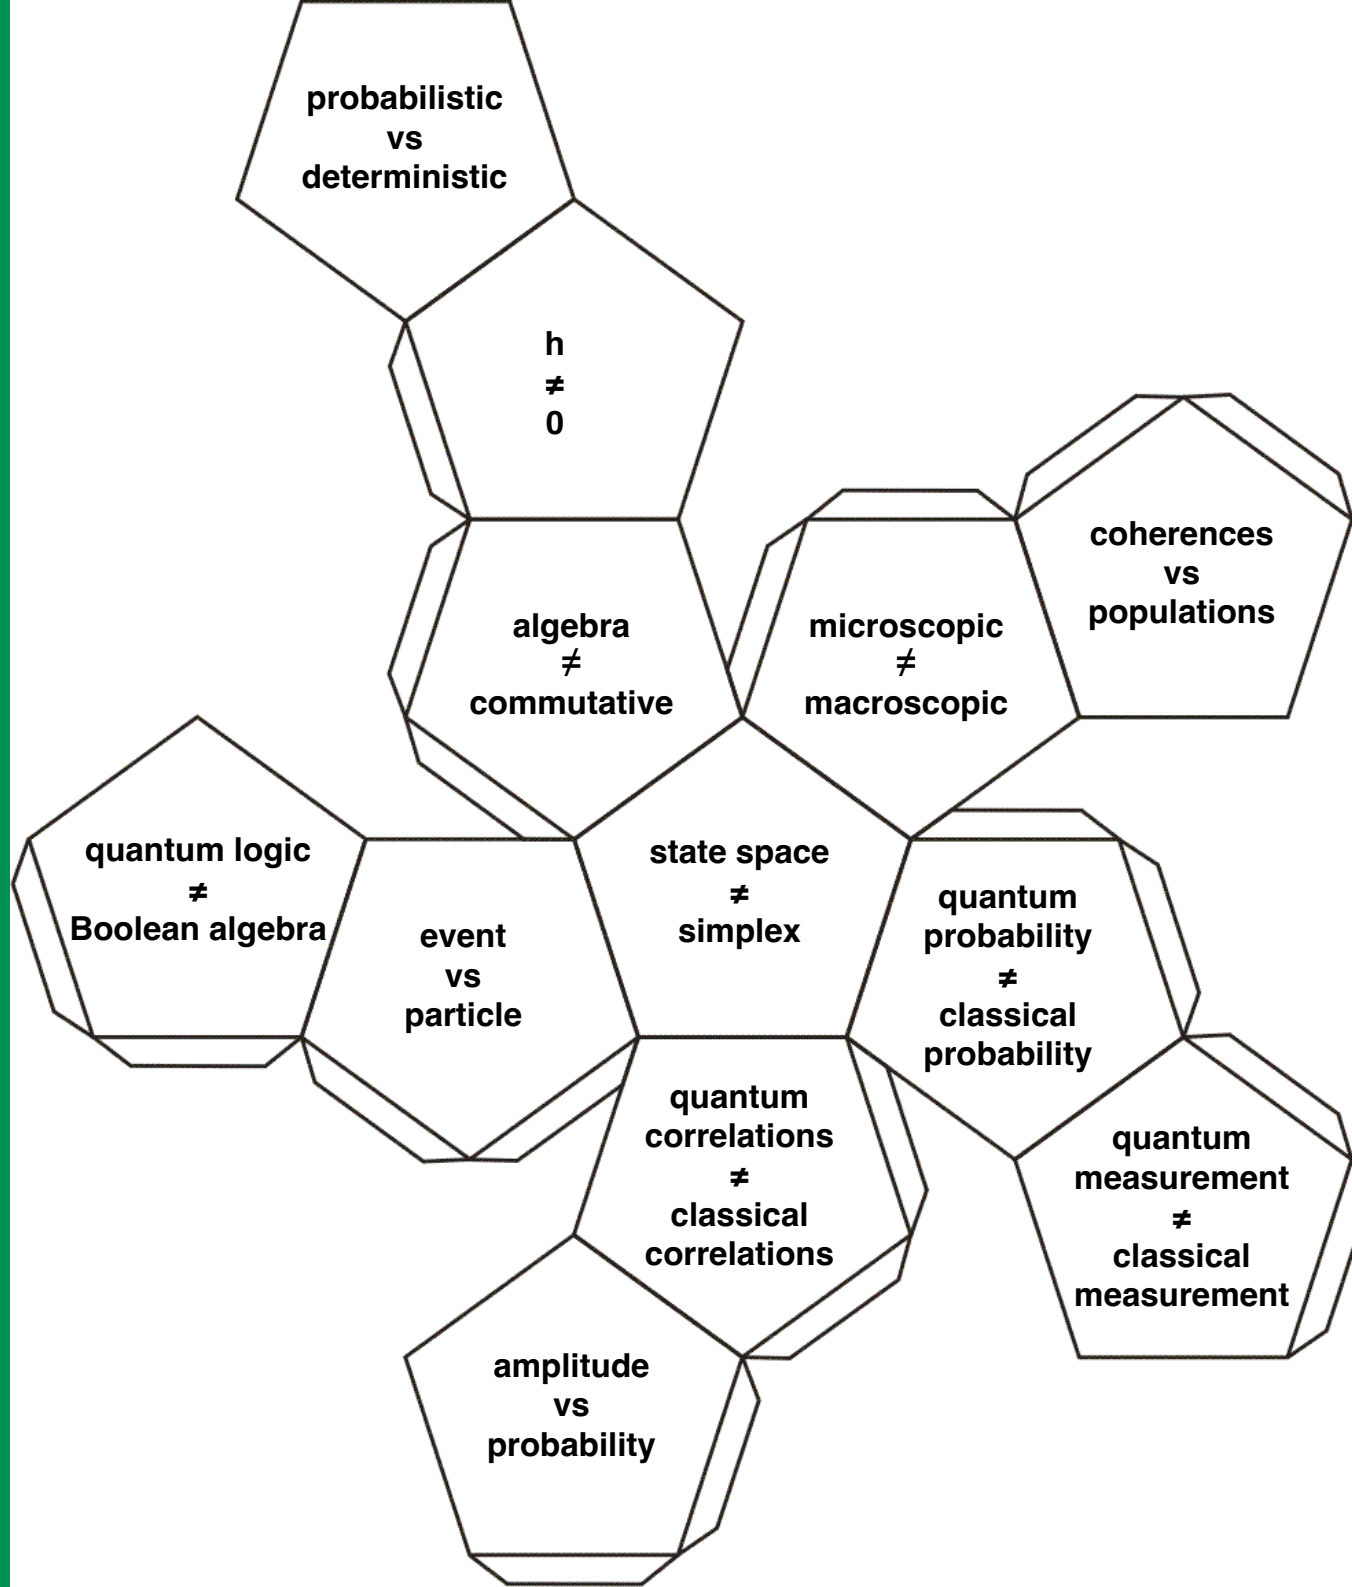 probabilistic
vs
deterministic
h
≠
0
coherences
vs
populations
algebra
≠
commutative
microscopic
≠
macroscopic
quantum logic
≠
Boolean algebra
event
vs
particle
state space
≠
simplex
quantum
probability
≠
classical
probability
quantum
correlations
≠
classical
correlations
quantum
measurement
≠
classical
measurement
amplitude
vs
probability